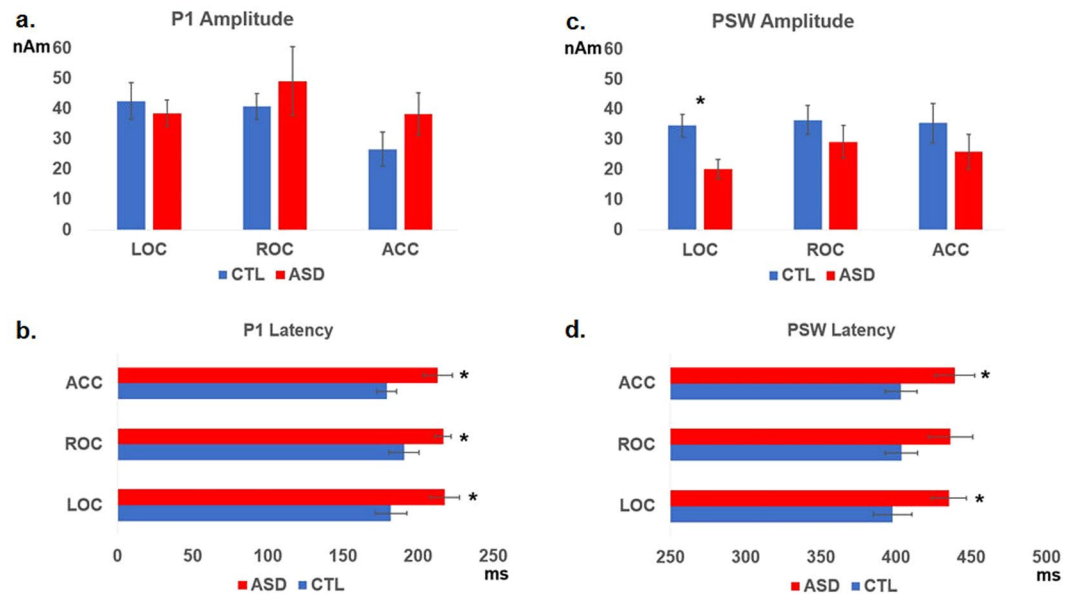 a.
P1 Amplitude
nAm
60
50
40
30
20
10
0
LOC ROC ACC
CTL ASD
c.
PSW Amplitude
nAm
60
50
40
30
20
10
0
*
LOC ROC ACC
CTL ASD
b.
P1 Latency
ACC *
ROC *
LOC *
0 50 100 150 200 250
ms
ASD CTL
d.
PSW Latency
ACC *
ROC
LOC *
250 300 350 400 450 500
ms
ASD CTL